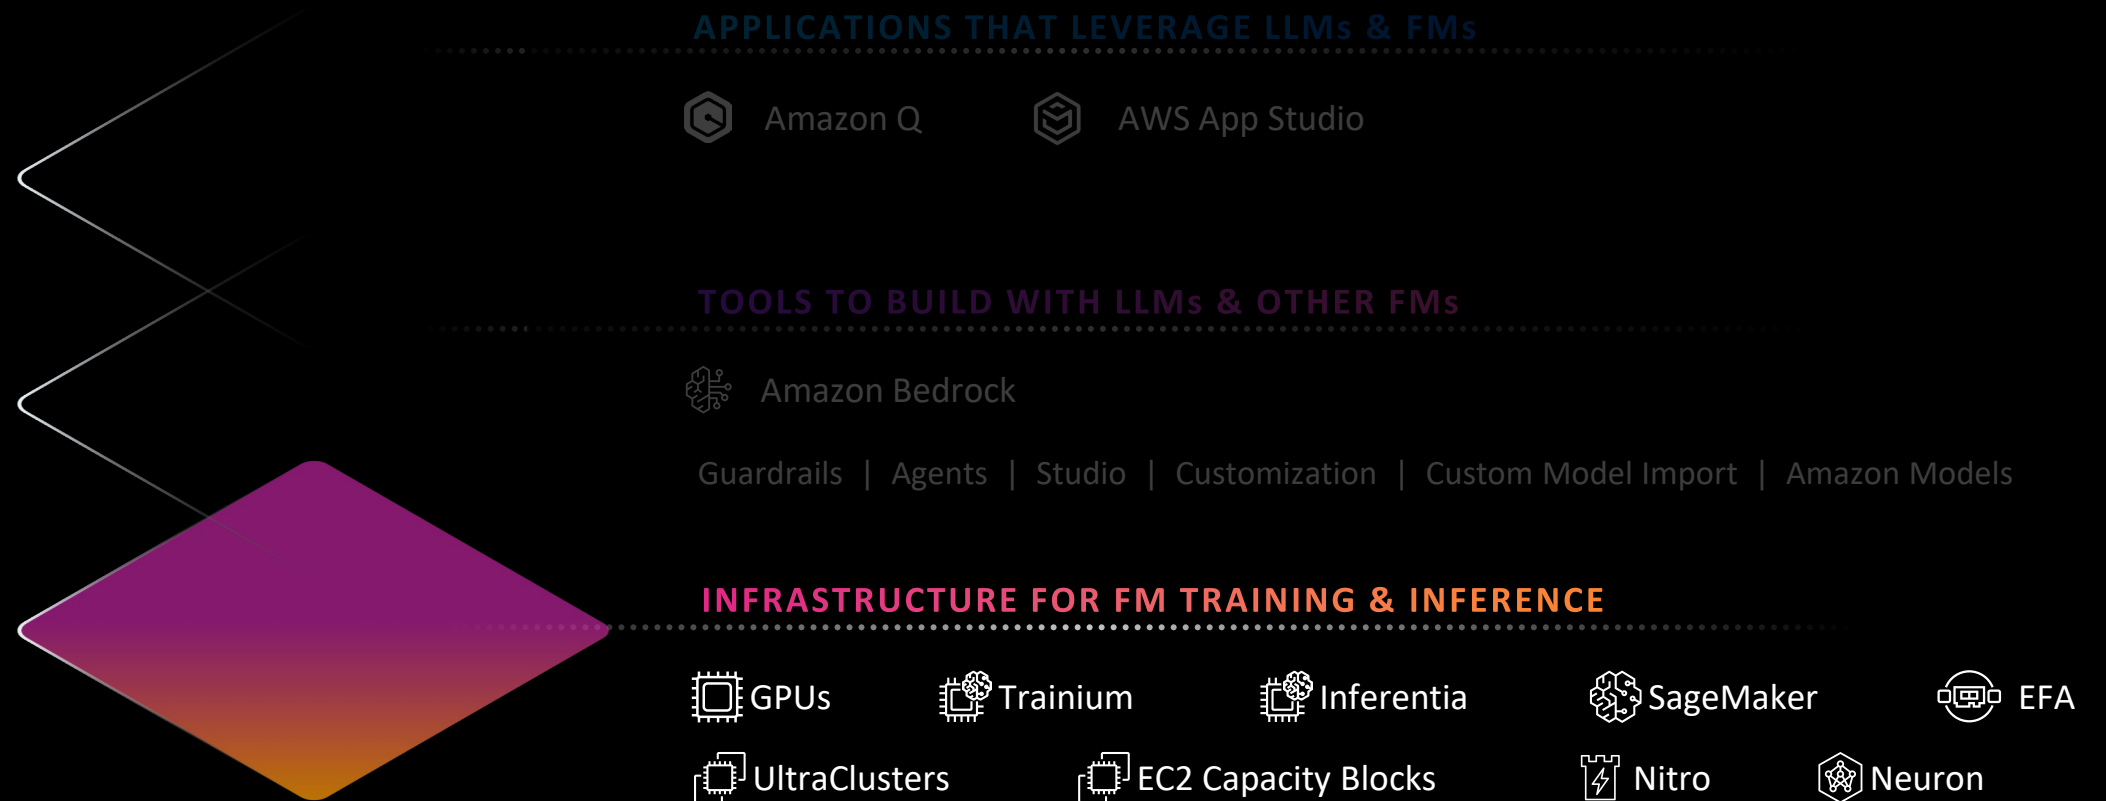 APPLICATIONS THAT LEVERAGE LLMs & FMs
Amazon Q AWS App Studio
TOOLS TO BUILD WITH LLMs & OTHER FMs
Amazon Bedrock
Guardrails | Agents | Studio | Customization | Custom Model Import | Amazon Models
INFRASTRUCTURE FOR FM TRAINING & INFERENCE
GPUs Trainium Inferentia SageMaker EFA
UltraClusters EC2 Capacity Blocks Nitro Neuron